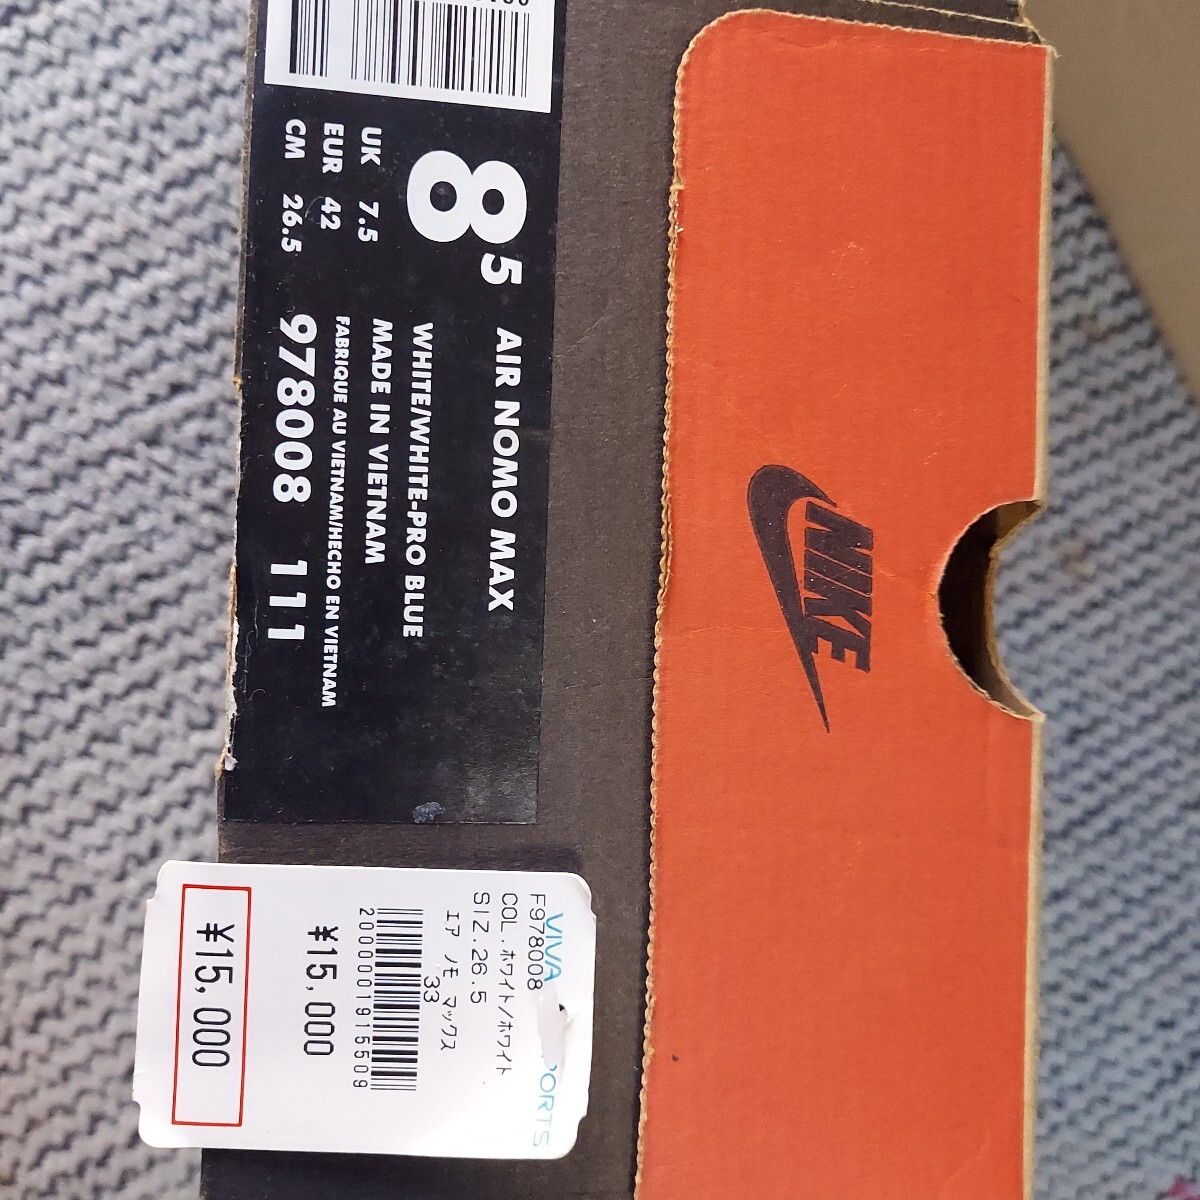 8 5
AIR NOMO MAX
WHITE/WHITE-PRO BLUE
UK 7.5
MADE IN VIETNAM
EUR 42
FABRIQUE AU VIETNAM/HECHO EN VIETNAM
CM 26.5
978008 111
NIKE
VIVA
F978008
COL.ホワイト/ホワイト
SIZ.26.5
エア ノモ マックス
33
2000001915509
¥15,000
¥15,000